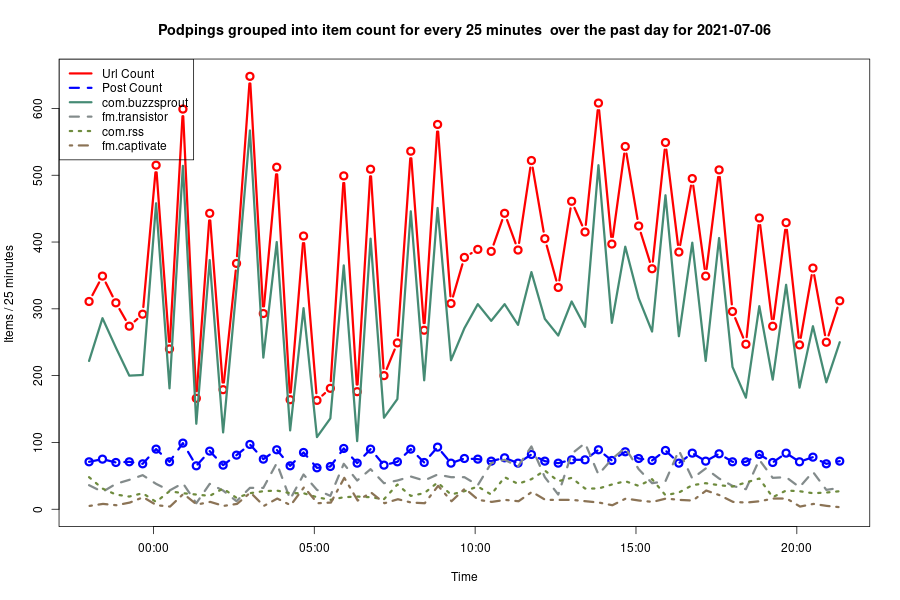 Podpings grouped into item count for every 25 minutes  over the past day for 2021-07-06
Url Count
Post Count
com.buzzsprout
fm.transistor
com.rss
fm.captivate
Items / 25 minutes
600
500
400
300
200
100
0
00:00 05:00 10:00 15:00 20:00
Time